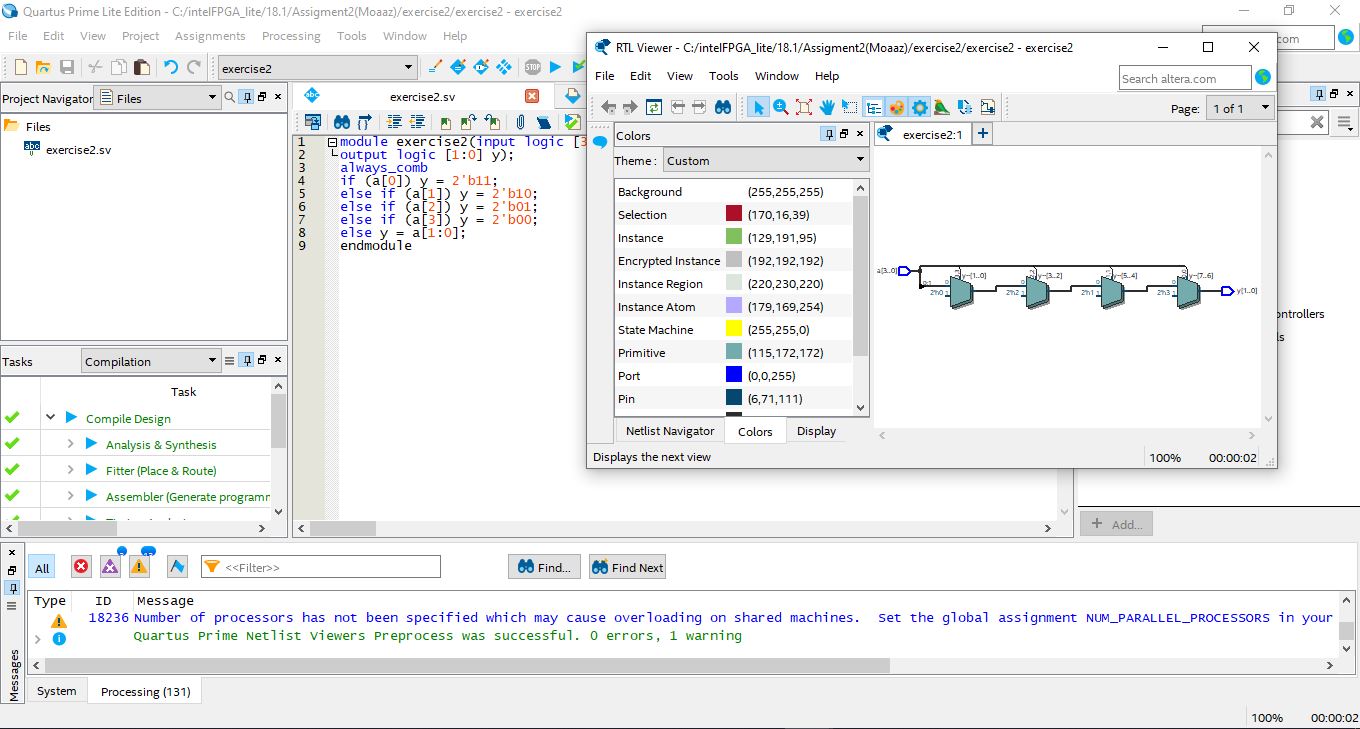 Quartus Prime Lite Edition - C:/intelFPGA_lite/18.1/Assigment2(Moaaz)/exercise2/exercise2 - exercise2
File Edit View Project Assignments Processing Tools Window Help
com
exercise2
STOP
Project Navigator Files
Files
exercise2.sv
Tasks Compilation
Task
Compile Design
Analysis & Synthesis
Fitter (Place & Route)
Assembler (Generate programm
exercise2.sv
1 module exercise2(input logic [3
2 output logic [1:0] y);
3 always_comb
4 if (a[0]) y = 2'b11;
5 else if (a[1]) y = 2'b10;
6 else if (a[2]) y = 2'b01;
7 else if (a[3]) y = 2'b00;
8 else y = a[1:0];
9 endmodule
RTL Viewer - C:/intelFPGA_lite/18.1/Assigment2(Moaaz)/exercise2/exercise2 - exercise2
File Edit View Tools Window Help
Search altera.com
Page: 1 of 1
Colors
Theme : Custom
Background (255,255,255)
Selection (170,16,39)
Instance (129,191,95)
Encrypted Instance (192,192,192)
Instance Region (220,230,220)
Instance Atom (179,169,254)
State Machine (255,255,0)
Primitive (115,172,172)
Port (0,0,255)
Pin (6,71,111)
Netlist Navigator Colors Display
Displays the next view
100% 00:00:02
exercise2:1
a[3..0]
y~[1..0]
y~[3..2]
y~[5..4]
y~[7..6]
2'h0
2'h2
2'h1
2'h3
y[1..0]
ontrollers
ls
Add...
All
<<Filter>>
Find...
Find Next
Type ID Message
18236 Number of processors has not been specified which may cause overloading on shared machines. Set the global assignment NUM_PARALLEL_PROCESSORS in your
Quartus Prime Netlist Viewers Preprocess was successful. 0 errors, 1 warning
Messages
System Processing (131)
100% 00:00:02